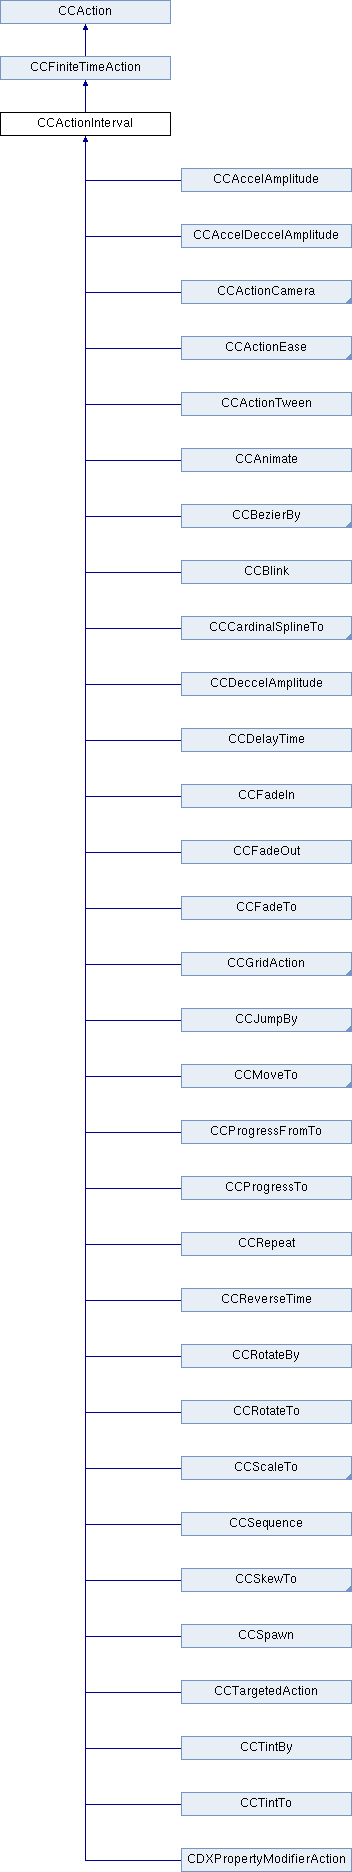 CCAction
CCFiniteTimeAction
CCActionInterval
CCAccelAmplitude
CCAccelDeccelAmplitude
CCActionCamera
CCActionEase
CCActionTween
CCAnimate
CCBezierBy
CCBlink
CCCardinalSplineTo
CCDeccelAmplitude
CCDelayTime
CCFadeIn
CCFadeOut
CCFadeTo
CCGridAction
CCJumpBy
CCMoveTo
CCProgressFromTo
CCProgressTo
CCRepeat
CCReverseTime
CCRotateBy
CCRotateTo
CCScaleTo
CCSequence
CCSkewTo
CCSpawn
CCTargetedAction
CCTintBy
CCTintTo
CDXPropertyModifierAction